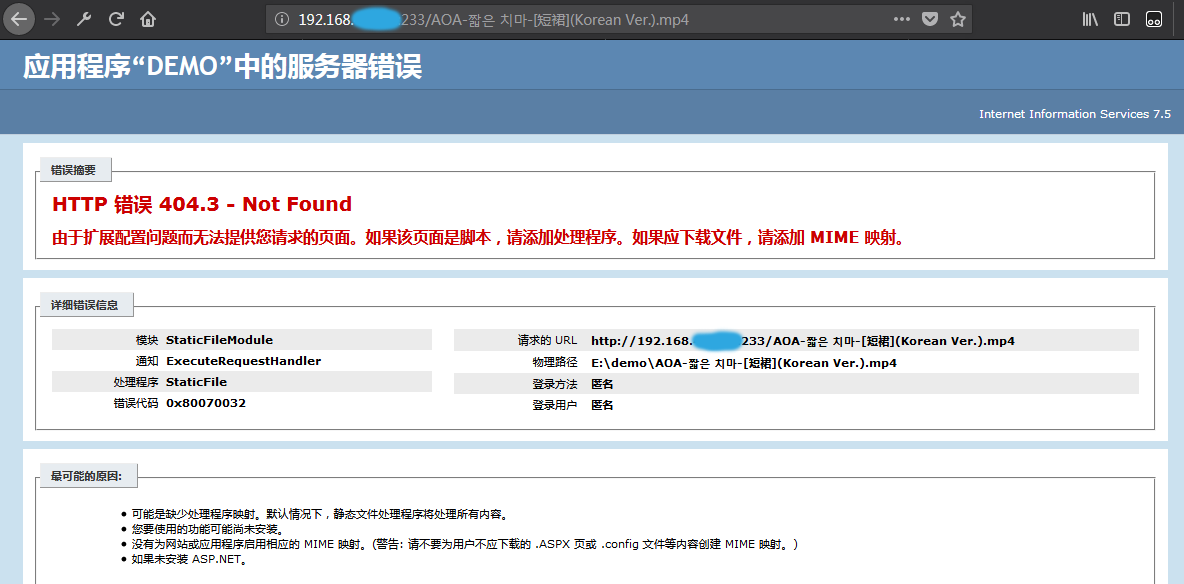 192.168. 233/AOA-짧은 치마-[短裙](Korean Ver.).mp4
应用程序“DEMO”中的服务器错误
Internet Information Services 7.5
错误摘要
HTTP 错误 404.3 - Not Found
由于扩展配置问题而无法提供您请求的页面。如果该页面是脚本，请添加处理程序。如果应下载文件，请添加 MIME 映射。
详细错误信息
模块 StaticFileModule
通知 ExecuteRequestHandler
处理程序 StaticFile
错误代码 0x80070032
请求的 URL http://192.168. 233/AOA-짧은 치마-[短裙](Korean Ver.).mp4
物理路径 E:\demo\AOA-짧은 치마-[短裙](Korean Ver.).mp4
登录方法 匿名
登录用户 匿名
最可能的原因:
可能是缺少处理程序映射。默认情况下，静态文件处理程序将处理所有内容。
您要使用的功能可能尚未安装。
没有为网站或应用程序启用相应的 MIME 映射。(警告: 请不要为用户不应下载的 .ASPX 页或 .config 文件等内容创建 MIME 映射。)
如果未安装 ASP.NET。